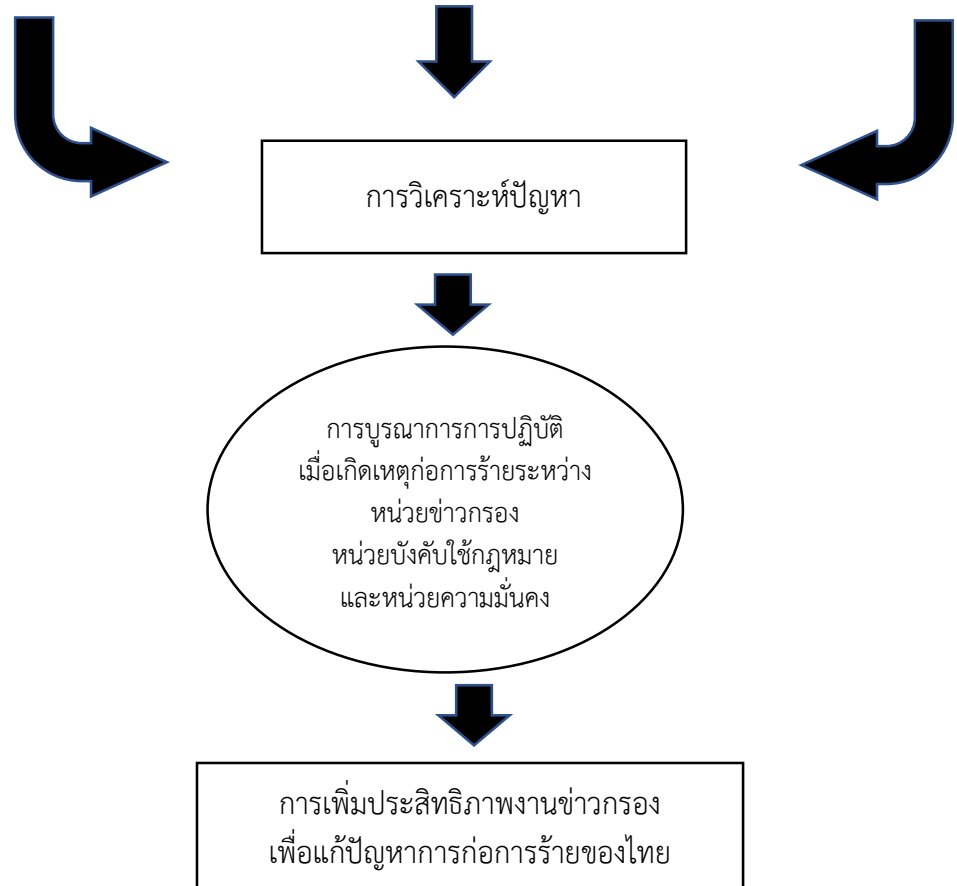 การวิเคราะห์ปัญหา
การบูรณาการการปฏิบัติ
เมื่อเกิดเหตุก่อการร้ายระหว่าง
หน่วยข่าวกรอง
หน่วยบังคับใช้กฎหมาย
และหน่วยความมั่นคง
การเพิ่มประสิทธิภาพงานข่าวกรอง
เพื่อแก้ปัญหาการก่อการร้ายของไทย